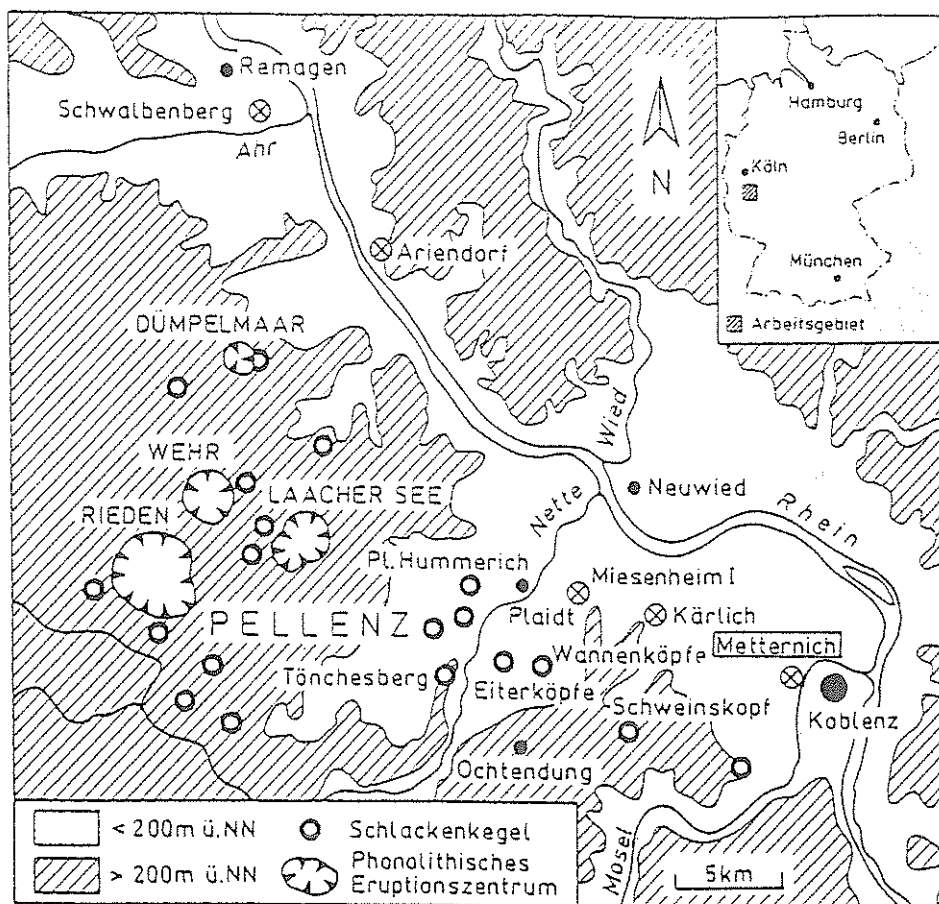 Remagen
Schwalbenberg
Ahr
N
Hamburg
Berlin
Köln
München
Arbeitsgebiet
Ariendorf
DÜMPELMAAR
Wied
WEHR
LAACHER SEE
RIEDEN
Nette
Neuwied
Rhein
Pl.Hummerich
Miesenheim I
Plaidt
Kärlich
PELLENZ
Metternich
Wannenköpfe
Tönchesberg
Eiterköpfe
Schweinskopf
Koblenz
Ochtendung
Mosel
< 200m ü.NN
Schlackenkegel
> 200m ü.NN
Phonolithisches
Eruptionszentrum
5km